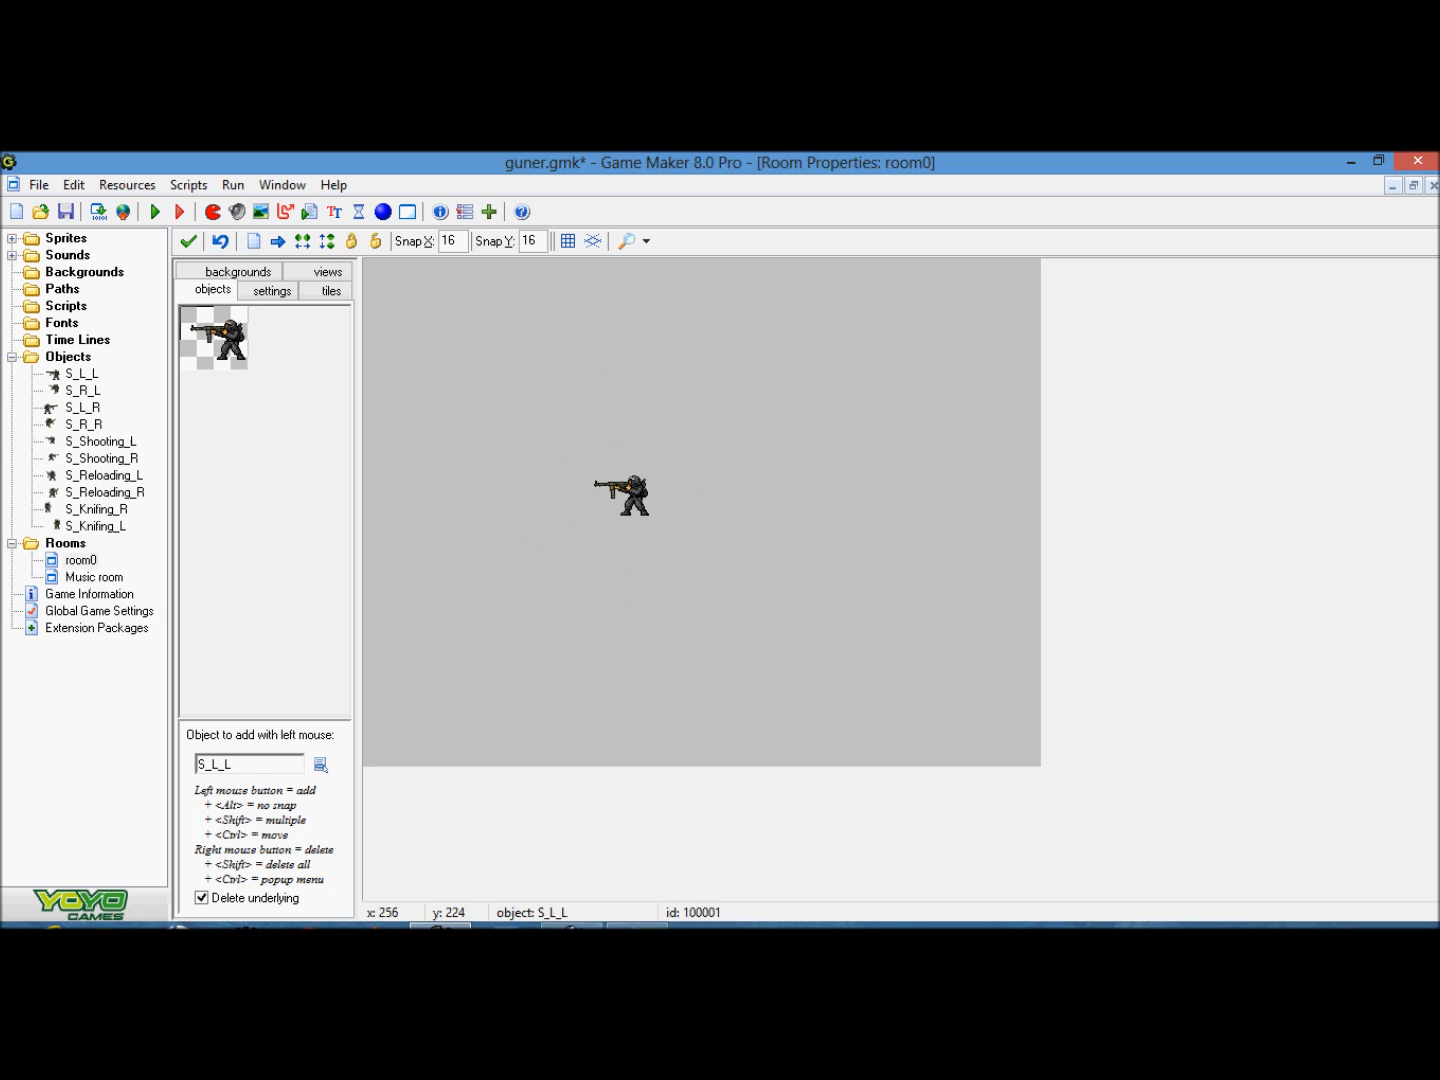 guner.gmk* - Game Maker 8.0 Pro - [Room Properties: room0]
File Edit Resources Scripts Run Window Help
Snap X: 16 Snap Y: 16
Sprites
Sounds
Backgrounds
Paths
Scripts
Fonts
Time Lines
Objects
S_L_L
S_R_L
S_L_R
S_R_R
S_Shooting_L
S_Shooting_R
S_Reloading_L
S_Reloading_R
S_Knifing_R
S_Knifing_L
Rooms
room0
Music room
Game Information
Global Game Settings
Extension Packages
YOYO
GAMES
backgrounds views
objects settings tiles
Object to add with left mouse:
S_L_L
Left mouse button = add
+ <Alt> = no snap
+ <Shift> = multiple
+ <Ctrl> = move
Right mouse button = delete
+ <Shift> = delete all
+ <Ctrl> = popup menu
Delete underlying
x: 256 y: 224 object: S_L_L id: 100001